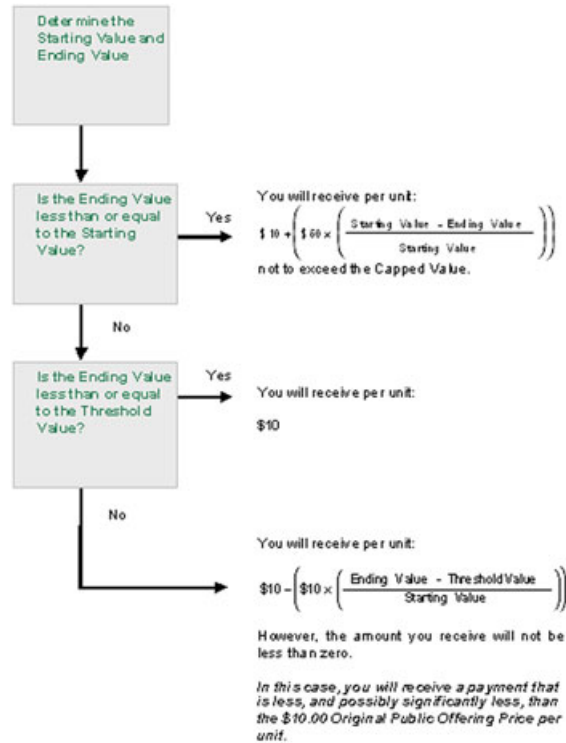 Determine the
Starting Value and
Ending Value
Is the Ending Value
less than or equal
to the Starting
Value?
Yes
You will receive per unit:
$ 10 + ( $ 60 × ( Starting Value - Ending Value
Starting Value ) )
not to exceed the Capped Value.
No
Is the Ending Value
less than or equal
to the Threshold
Value?
Yes
You will receive per unit:
$10
No
You will receive per unit:
$10 – ( $10 × ( Ending Value - Threshold Value
Starting Value ) )
However, the amount you receive will not be
less than zero.
In this case, you will receive a payment that
is less, and possibly significantly less, than
the $10.00 Original Public Offering Price per
unit.